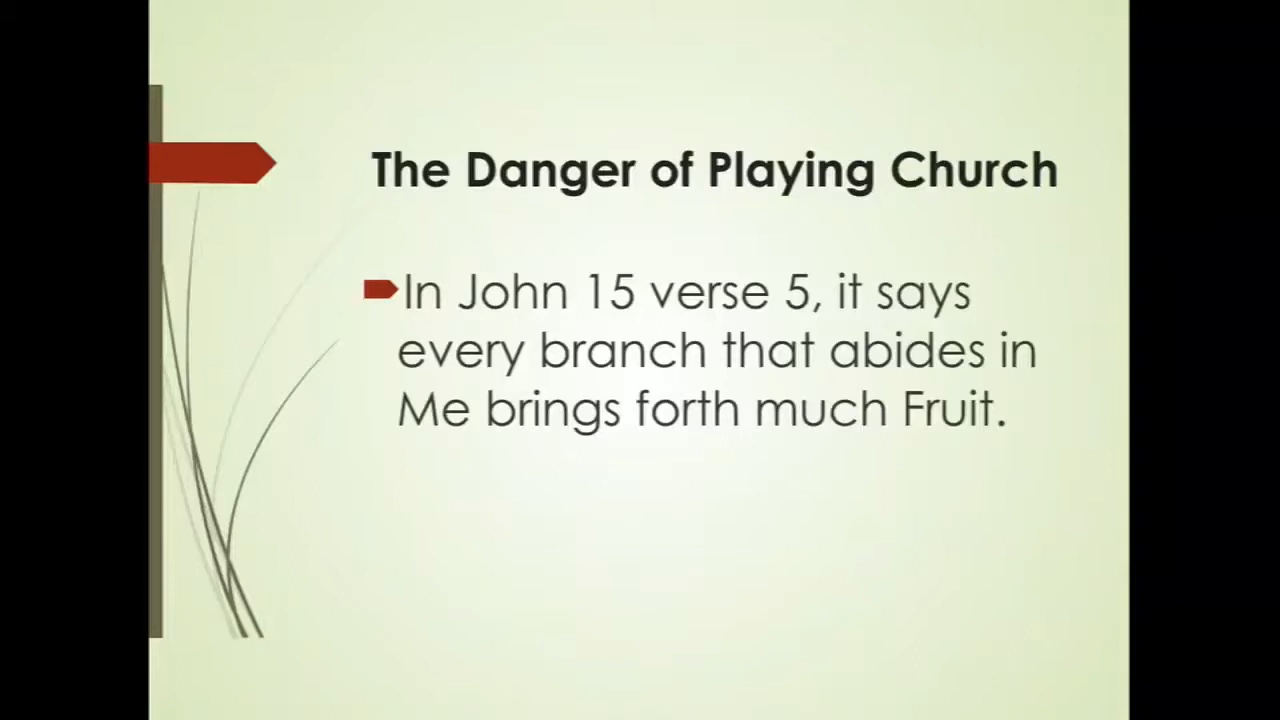 The Danger of Playing Church
In John 15 verse 5, it says
every branch that abides in
Me brings forth much Fruit.